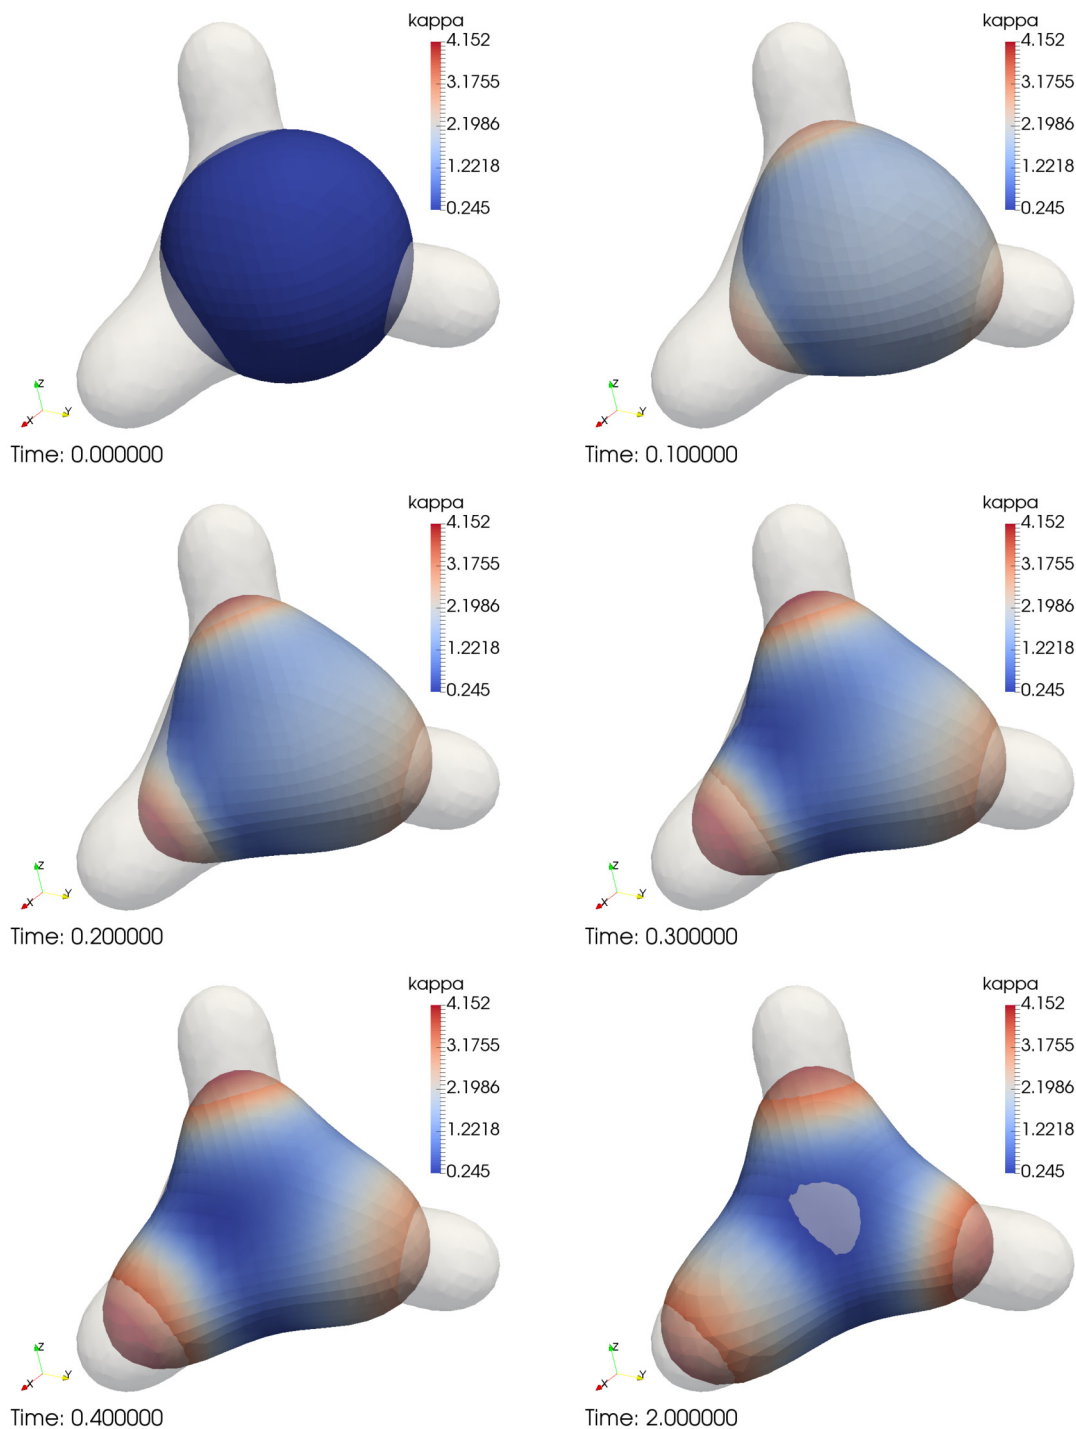 kappa
4.152
3.1755
2.1986
1.2218
0.245
Z
X
Y
Time: 0.000000
kappa
4.152
3.1755
2.1986
1.2218
0.245
Z
X
Y
Time: 0.100000
kappa
4.152
3.1755
2.1986
1.2218
0.245
Z
X
Y
Time: 0.200000
kappa
4.152
3.1755
2.1986
1.2218
0.245
Z
X
Y
Time: 0.300000
kappa
4.152
3.1755
2.1986
1.2218
0.245
Z
X
Y
Time: 0.400000
kappa
4.152
3.1755
2.1986
1.2218
0.245
Z
X
Y
Time: 2.000000